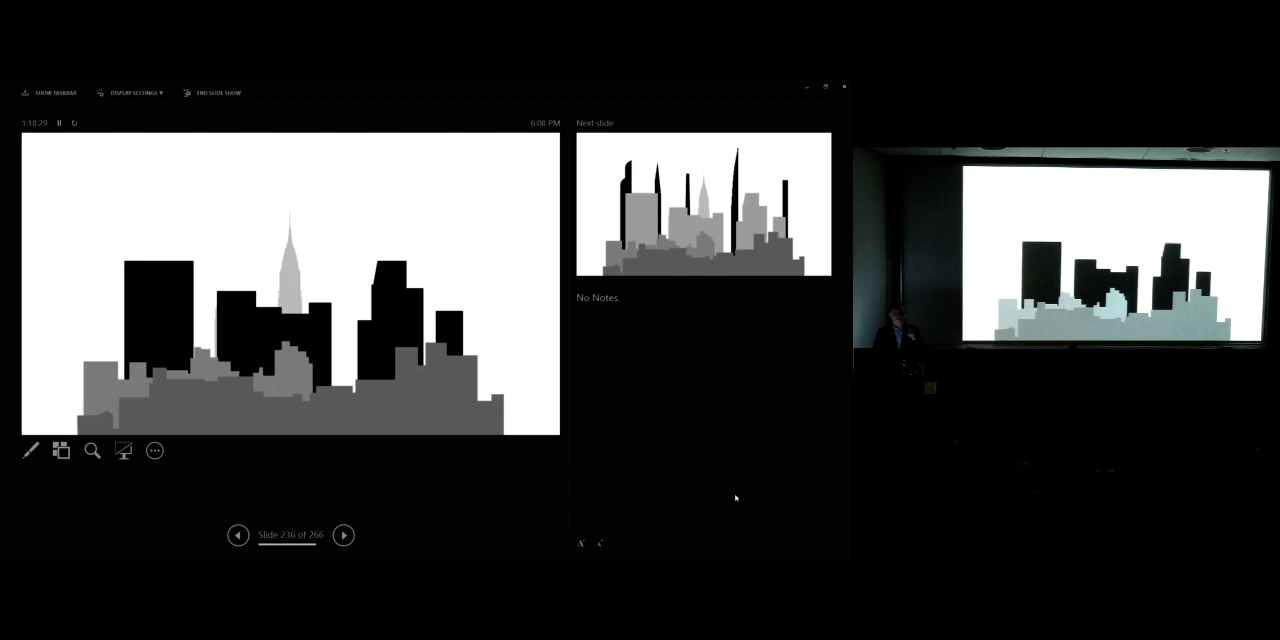 SHOW TASKBAR DISPLAY SETTINGS ▾ END SLIDE SHOW
1:18:29 6:08 PM
Next slide
No Notes.
Slide 236 of 266
A A